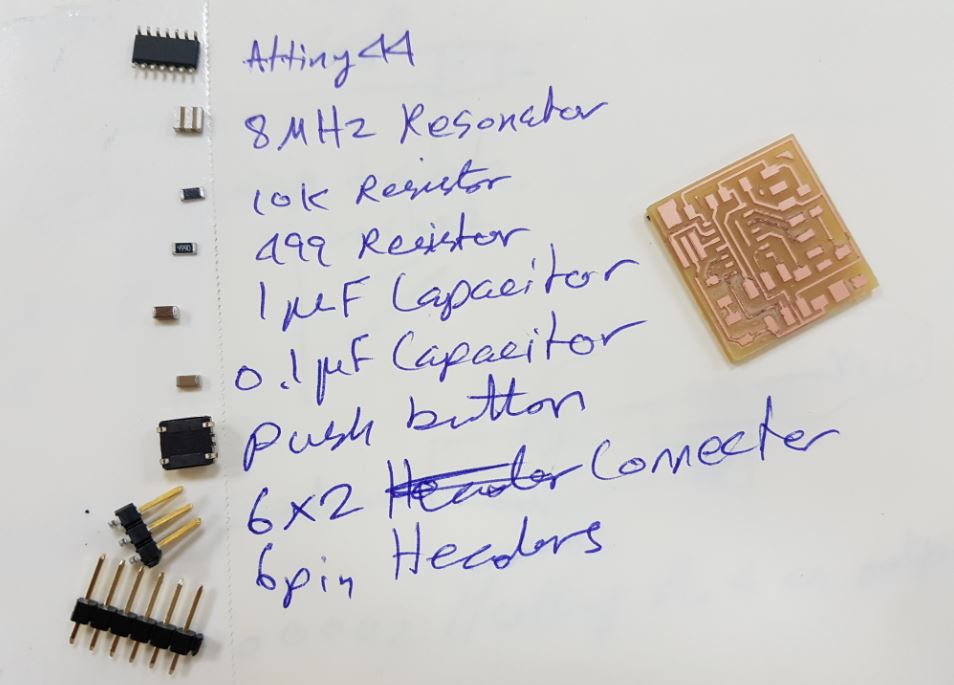 Attiny44
8MHz Resonator
10k Resistor
499 Resistor
1µF Capacitor
0.1µF Capacitor
push button
6x2 Header Connecter
6pin Headers